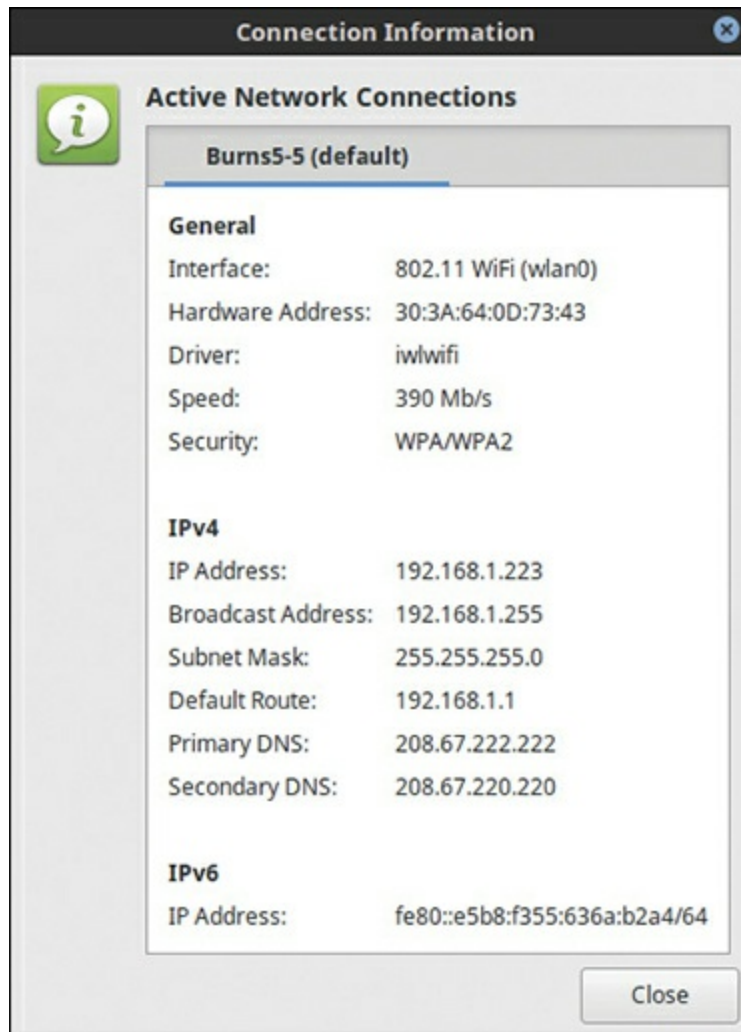 Connection Information
Active Network Connections
Burns5-5 (default)
General
Interface: 802.11 WiFi (wlan0)
Hardware Address: 30:3A:64:0D:73:43
Driver: iwlwifi
Speed: 390 Mb/s
Security: WPA/WPA2
IPv4
IP Address: 192.168.1.223
Broadcast Address: 192.168.1.255
Subnet Mask: 255.255.255.0
Default Route: 192.168.1.1
Primary DNS: 208.67.222.222
Secondary DNS: 208.67.220.220
IPv6
IP Address: fe80::e5b8:f355:636a:b2a4/64
Close